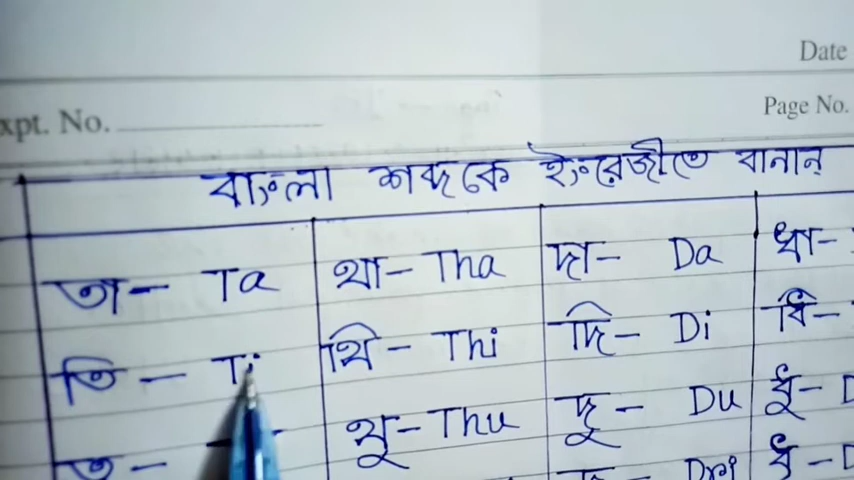 Date
xpt. No.
Page No.
বাংলা শব্দকে ইংরেজীতে বানান্
তা - Ta থা - Tha দা - Da ধা -
তি - Ti থি - Thi দি - Di ধি -
থু - Thu দু - Du ধু - D